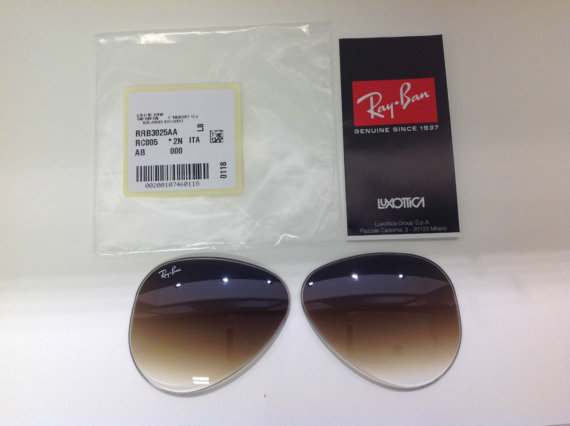 RRB3025AA
L8
RC005 *2N ITA
AB 000
0118
00200107460118
Ray-Ban
GENUINE SINCE 1937
LUXOTTICA
Luxottica Group S.p.A.
Piazzale Cadorna, 3 - 20123 Milano
Ray-Ban